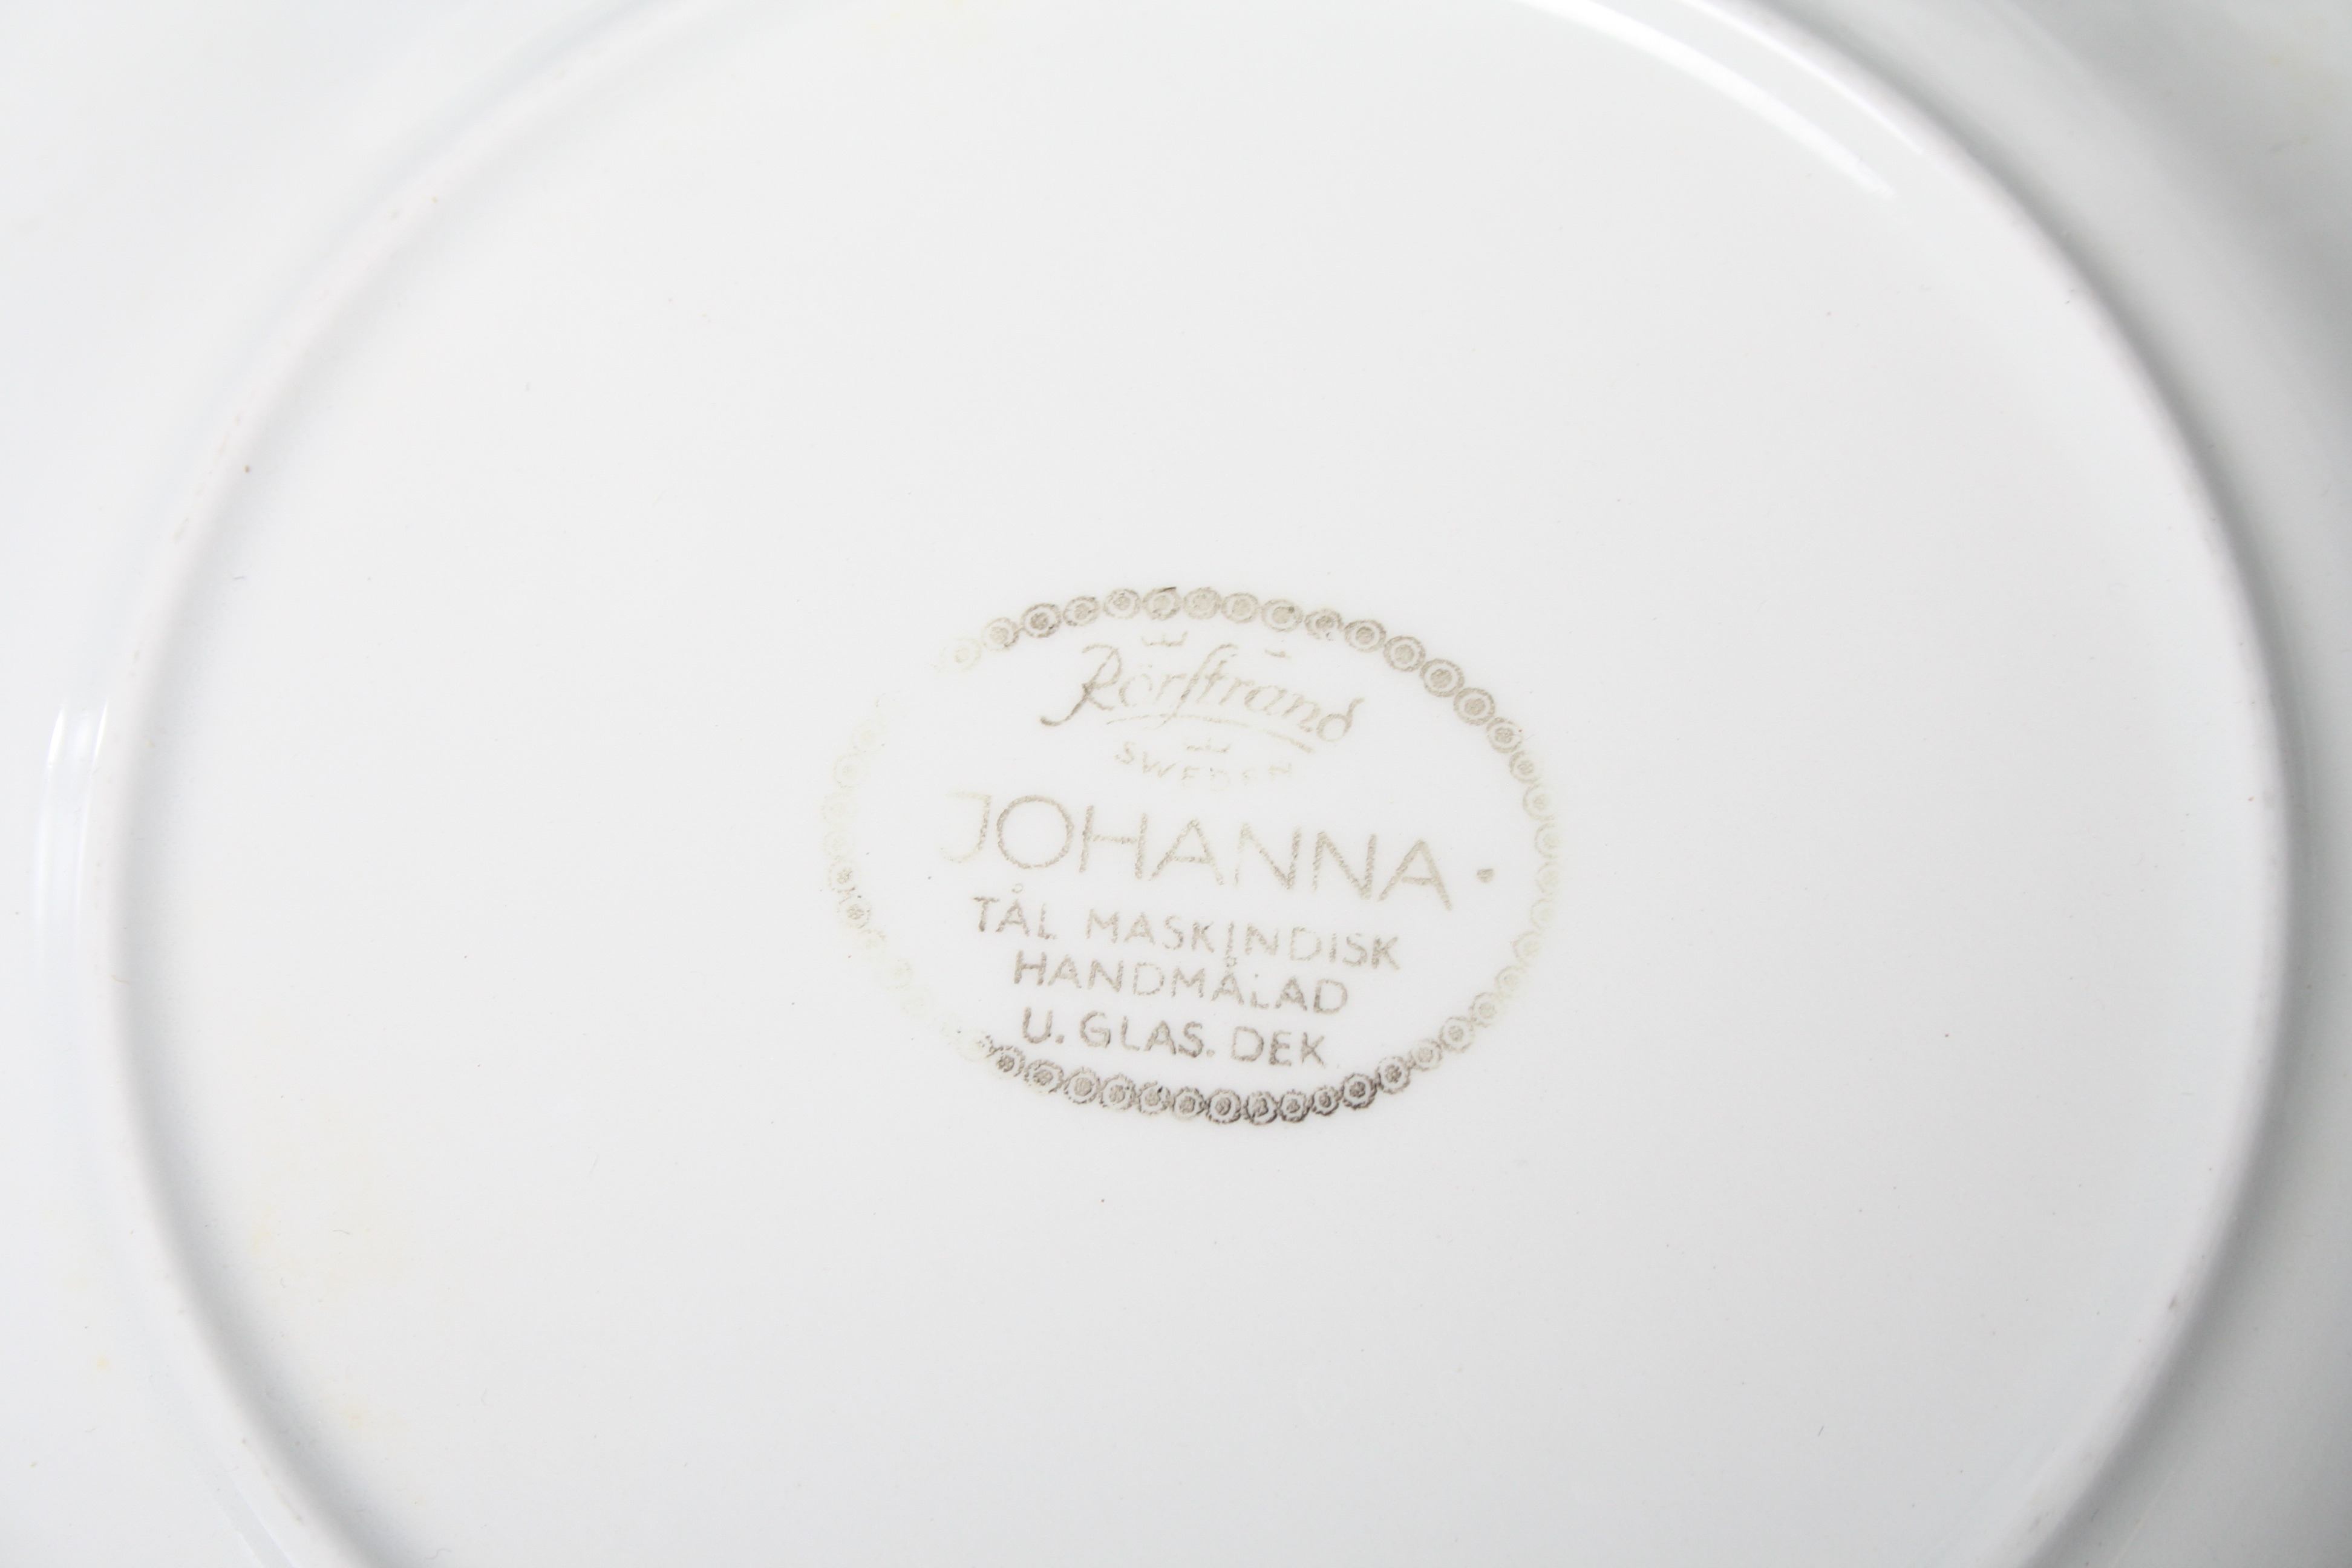 Rörstrand
SWEDEN
JOHANNA.
TÅL MASKINDISK
HANDMÅLAD
U. GLAS. DEK